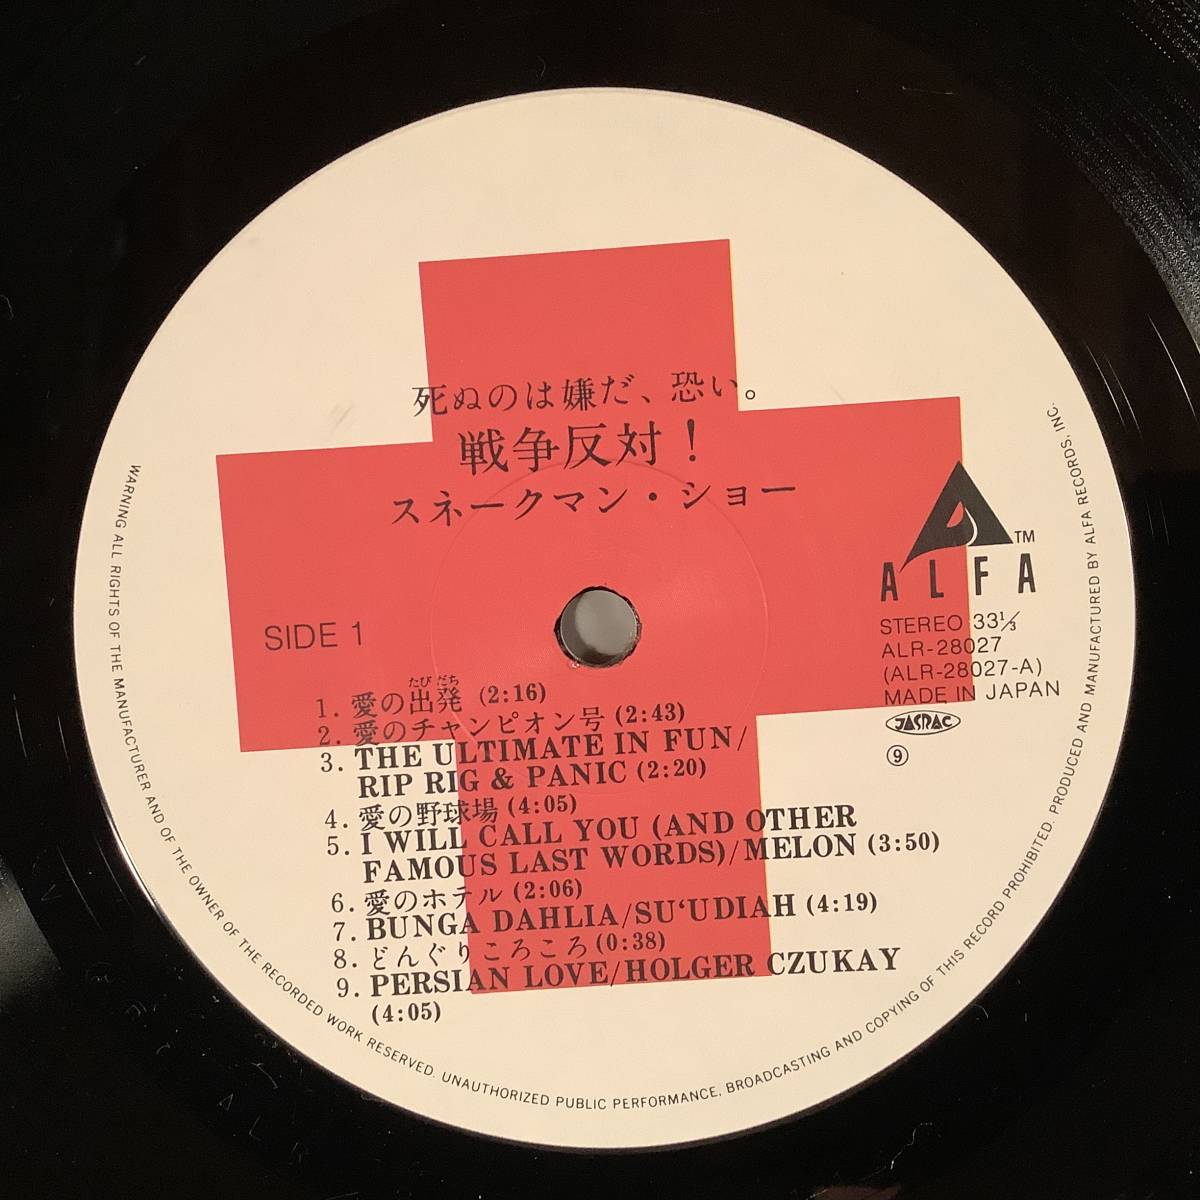 死ぬのは嫌だ、恐い。
戦争反対！
スネークマン・ショー
SIDE 1
ALFA
TM
STEREO 33⅓
ALR-28027
(ALR-28027-A)
MADE IN JAPAN
JASRAC
⑨
たび だち
1. 愛の出発 (2:16)
2. 愛のチャンピオン号 (2:43)
3. THE ULTIMATE IN FUN/
RIP RIG & PANIC (2:20)
4. 愛の野球場 (4:05)
5. I WILL CALL YOU (AND OTHER
FAMOUS LAST WORDS)/MELON (3:50)
6. 愛のホテル (2:06)
7. BUNGA DAHLIA/SU‘UDIAH (4:19)
8. どんぐりころころ (0:38)
9. PERSIAN LOVE/HOLGER CZUKAY
(4:05)
WARNING ALL RIGHTS OF THE MANUFACTURER AND OF THE OWNER OF THE RECORDED WORK RESERVED. UNAUTHORIZED PUBLIC PERFORMANCE, BROADCASTING AND COPYING OF THIS RECORD PROHIBITED. PRODUCED AND MANUFACTURED BY ALFA RECORDS, INC.